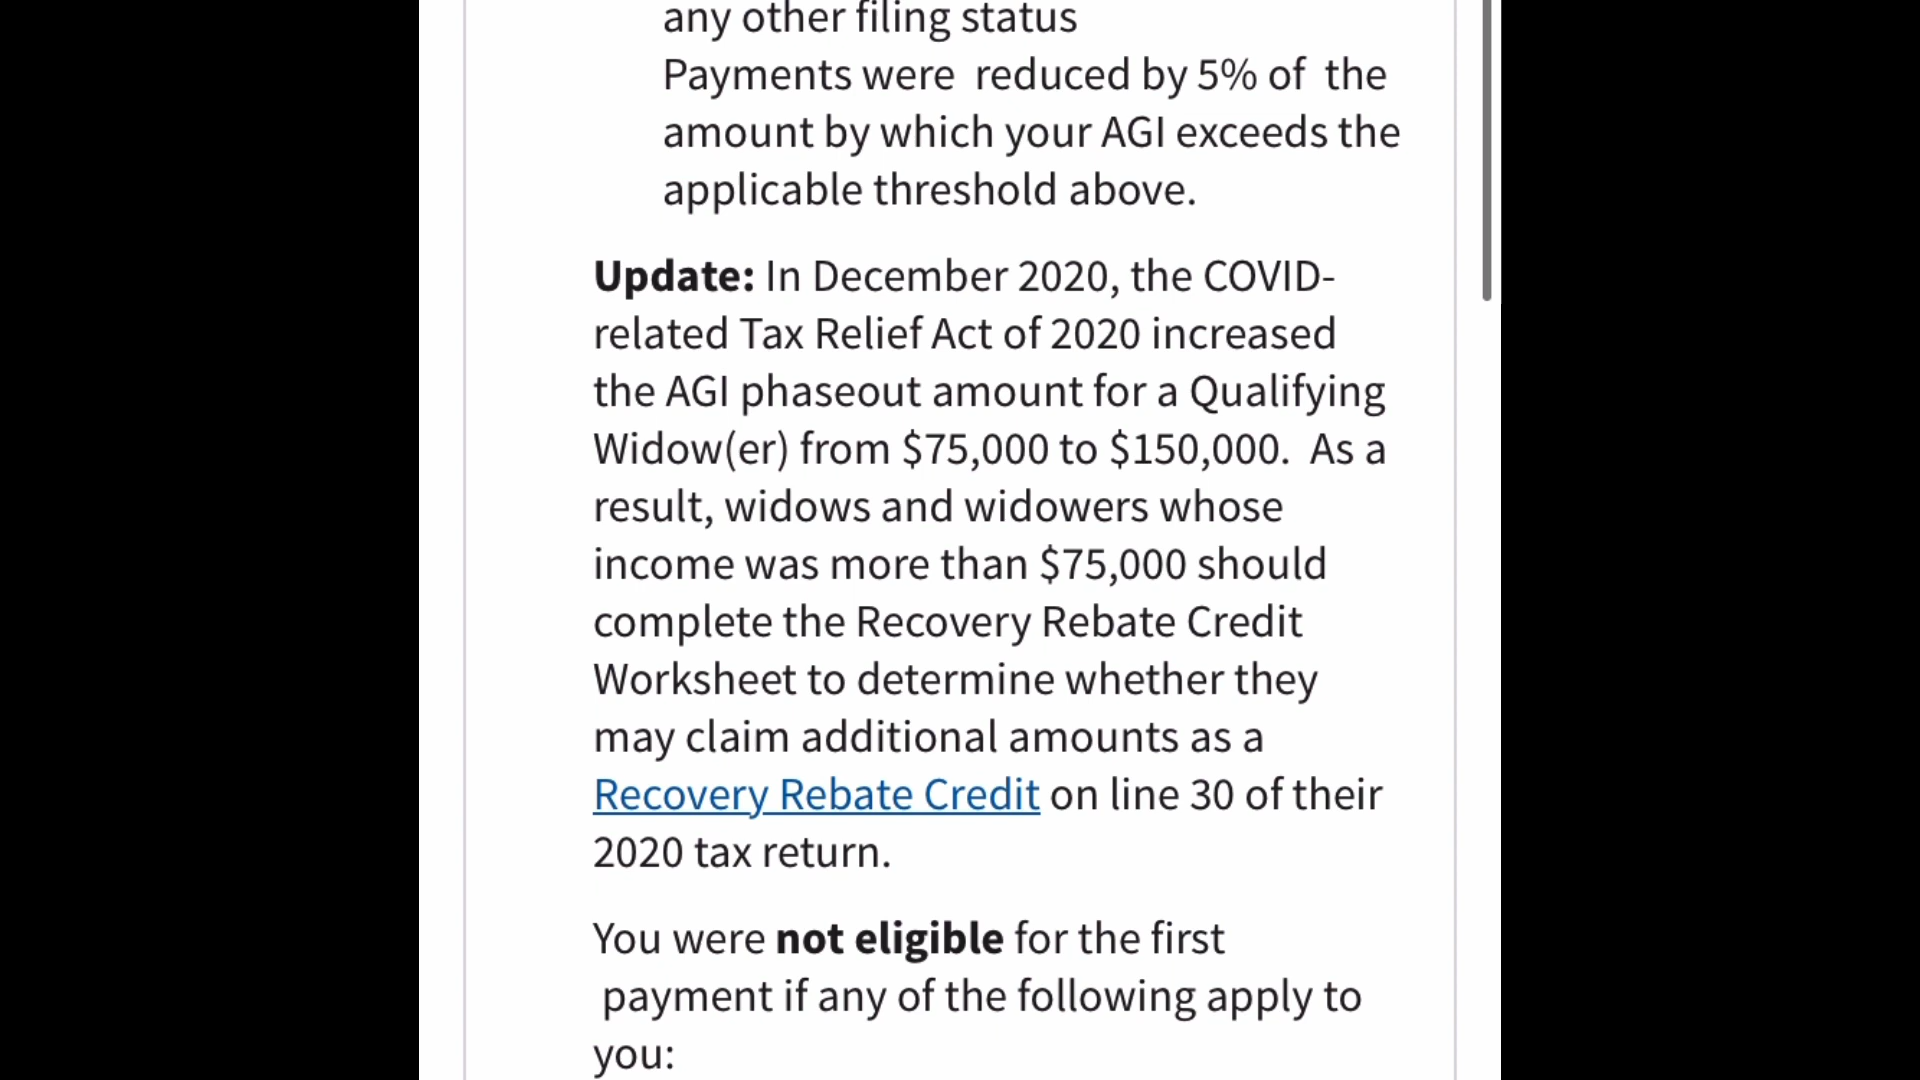 any other filing status
Payments were reduced by 5% of the
amount by which your AGI exceeds the
applicable threshold above.
Update: In December 2020, the COVID-
related Tax Relief Act of 2020 increased
the AGI phaseout amount for a Qualifying
Widow(er) from $75,000 to $150,000. As a
result, widows and widowers whose
income was more than $75,000 should
complete the Recovery Rebate Credit
Worksheet to determine whether they
may claim additional amounts as a
Recovery Rebate Credit on line 30 of their
2020 tax return.
You were not eligible for the first
payment if any of the following apply to
you: